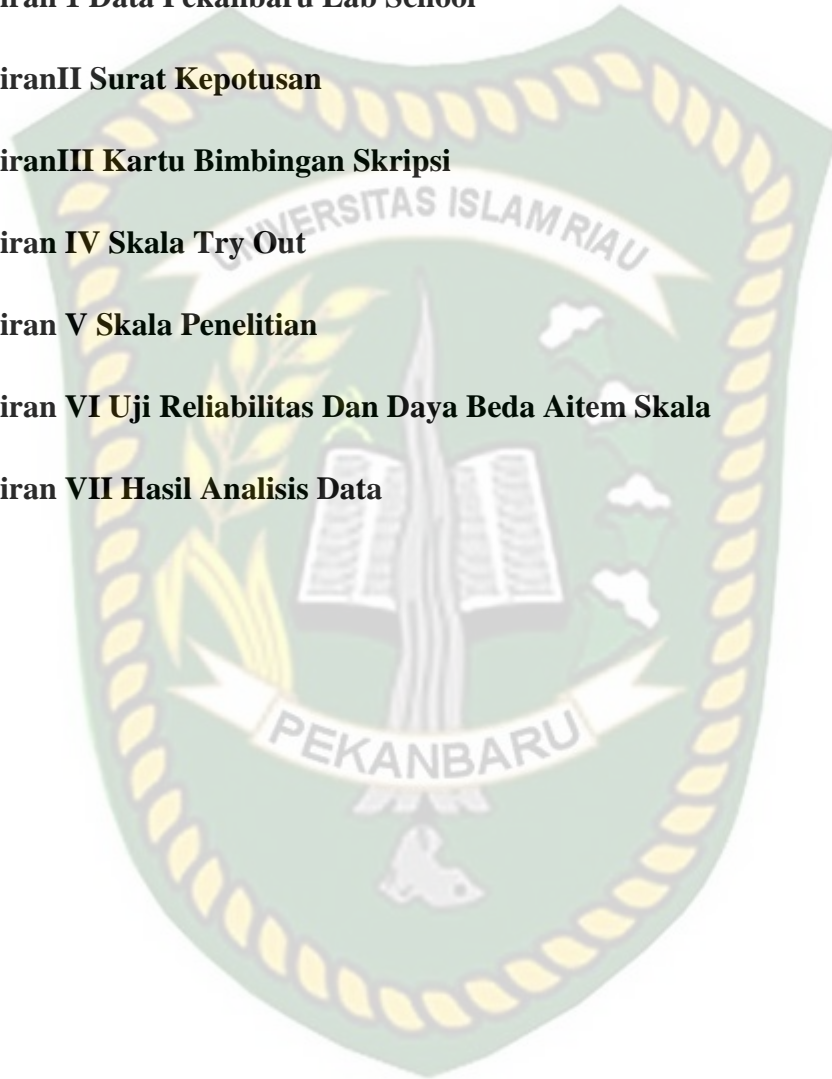 iran 1 Data Pekanbaru Lab School
iranII Surat Kepotusan
iranIII Kartu Bimbingan Skripsi
UNIVERSITAS ISLAM RIAU
iran IV Skala Try Out
iran V Skala Penelitian
iran VI Uji Reliabilitas Dan Daya Beda Aitem Skala
iran VII Hasil Analisis Data
PEKANBARU